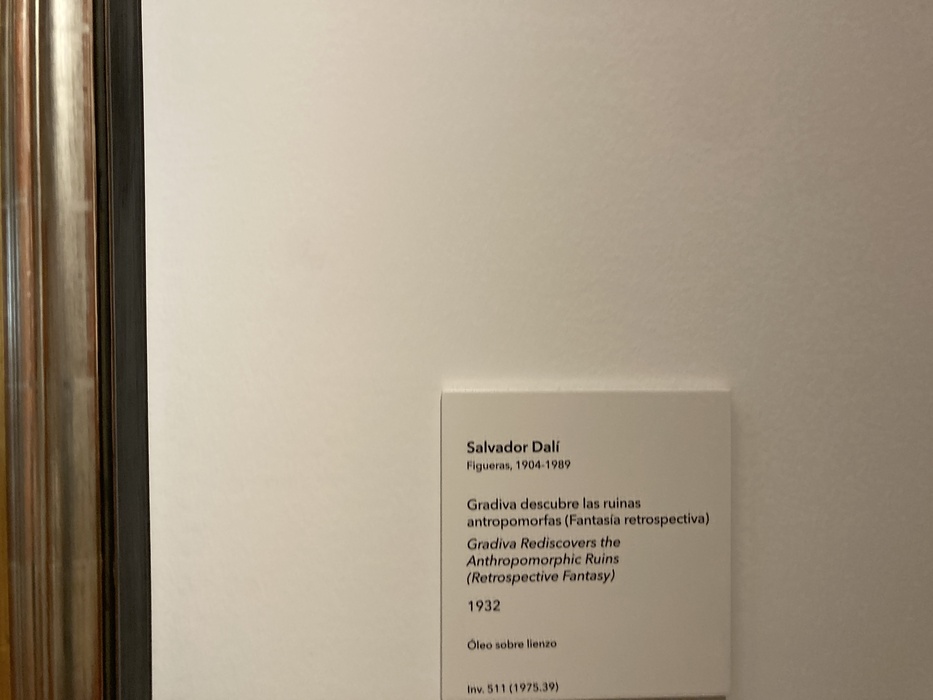 Salvador Dalí
Figueras, 1904-1989
Gradiva descubre las ruinas
antropomorfas (Fantasía retrospectiva)
Gradiva Rediscovers the
Anthropomorphic Ruins
(Retrospective Fantasy)
1932
Óleo sobre lienzo
Inv. 511 (1975.39)